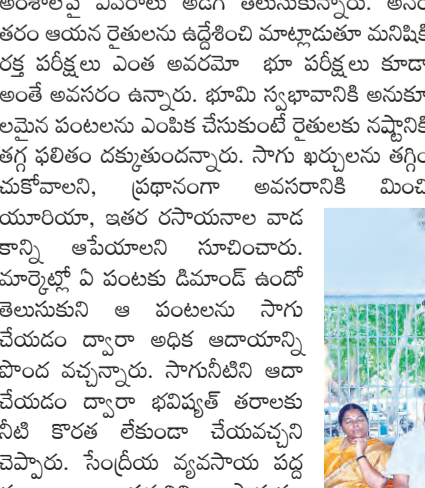 అంశాలపై వివరాలు అడిగి తెలుసుకున్నారు.
తరం ఆయన రైతులను ఉద్దేశించి మాట్లాడుతూ మనిషికి
రక్త పరీక్షలు ఎంత అవరమో భూ పరీక్షలు కూడా
అంతే అవసరం ఉన్నారు. భూమి స్వభావానికి అనుకూ
లమైన పంటలను ఎంపిక చేసుకుంటే రైతులకు నష్టానికి
తగ్గ ఫలితం దక్కుతుందన్నారు. సాగు ఖర్చులను తగ్గిం
చుకోవాలని, ప్రధానంగా అవసరానికి మించి
యూరియా, ఇతర రసాయనాల వాడ
కాన్ని ఆపేయాలని సూచించారు.
మార్కెట్లో ఏ పంటకు డిమాండ్ ఉందో
తెలుసుకుని ఆ పంటలను సాగు
చేయడం ద్వారా అధిక ఆదాయాన్ని
పొంద వచ్చన్నారు. సాగునీటిని ఆదా
చేయడం ద్వారా భవిష్యత్ తరాలకు
నీటి కొరత లేకుండా చేయవచ్చని
చెప్పారు. సేంద్రీయ వ్యవసాయ పద్ద